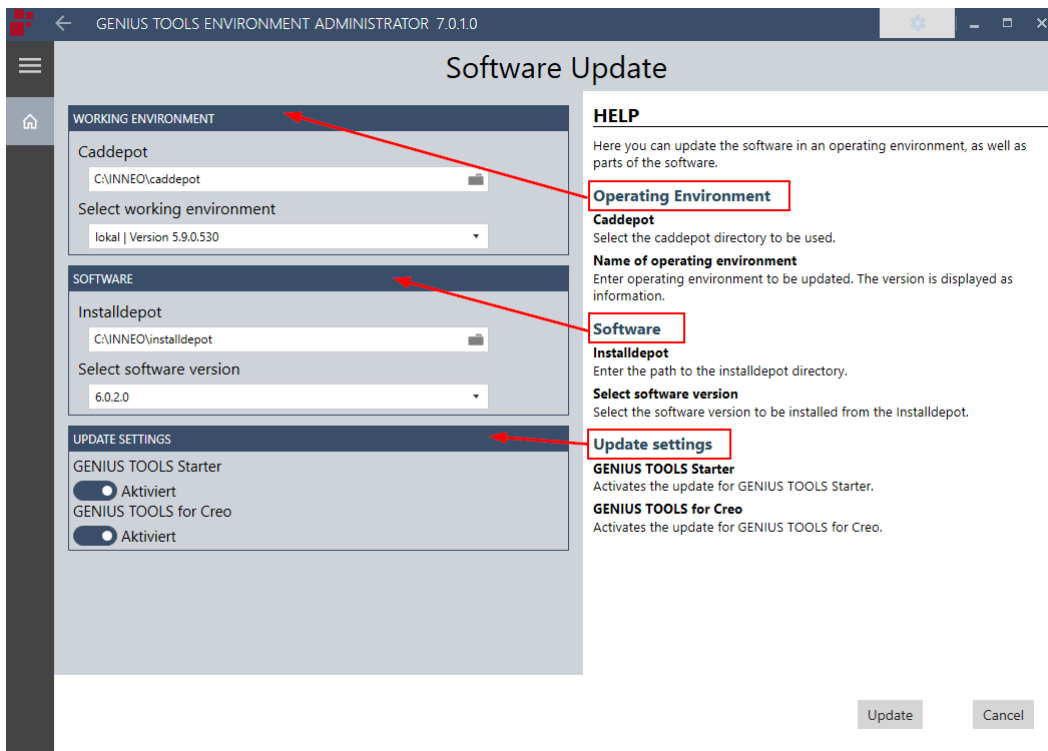 GENIUS TOOLS ENVIRONMENT ADMINISTRATOR 7.0.1.0
Software Update
WORKING ENVIRONMENT
Caddepot
C:\INNEO\caddepot
Select working environment
lokal | Version 5.9.0.530
SOFTWARE
Installdepot
C:\INNEO\installdepot
Select software version
6.0.2.0
UPDATE SETTINGS
GENIUS TOOLS Starter
Aktiviert
GENIUS TOOLS for Creo
Aktiviert
HELP
Here you can update the software in an operating environment, as well as
parts of the software.
Operating Environment
Caddepot
Select the caddepot directory to be used.
Name of operating environment
Enter operating environment to be updated. The version is displayed as
information.
Software
Installdepot
Enter the path to the installdepot directory.
Select software version
Select the software version to be installed from the Installdepot.
Update settings
GENIUS TOOLS Starter
Activates the update for GENIUS TOOLS Starter.
GENIUS TOOLS for Creo
Activates the update for GENIUS TOOLS for Creo.
Update
Cancel